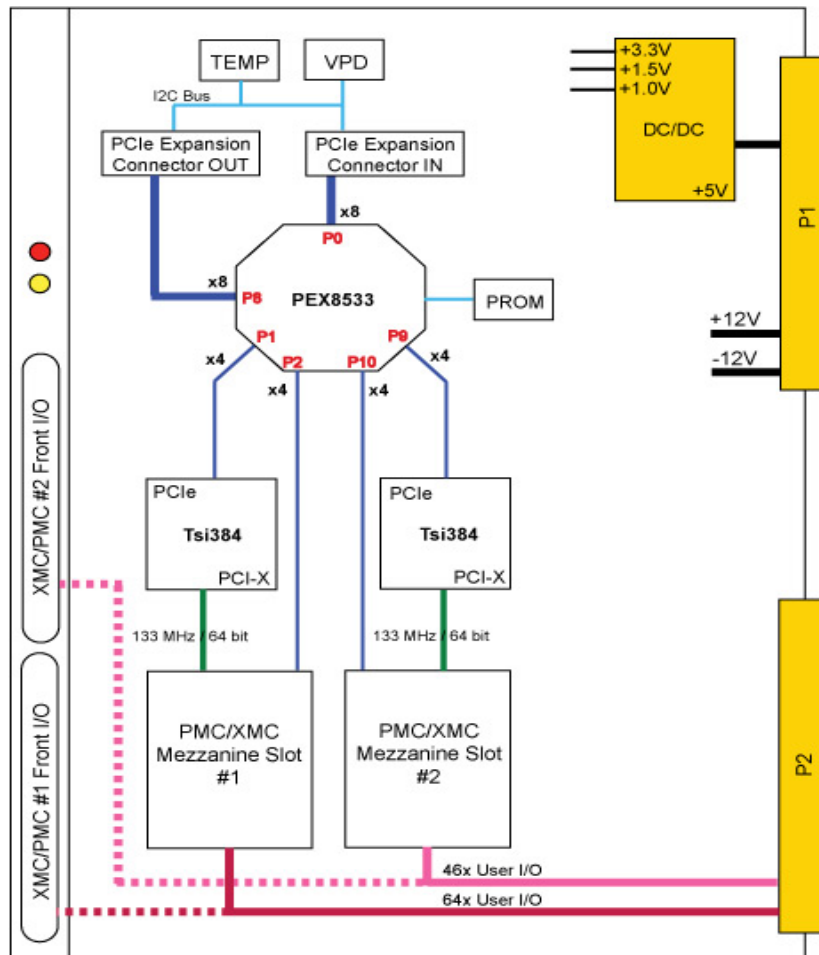 TEMP
VPD
I2C Bus
PCIe Expansion
Connector OUT
PCIe Expansion
Connector IN
+3.3V
+1.5V
+1.0V
DC/DC
+5V
P1
x8
P0
x8
P8
PEX8533
PROM
P1
P9
+12V
x4
P2
P10
x4
-12V
x4
x4
PCIe
Tsi384
PCI-X
PCIe
Tsi384
PCI-X
XMC/PMC #2 Front I/O
133 MHz / 64 bit
133 MHz / 64 bit
PMC/XMC
Mezzanine Slot
#1
PMC/XMC
Mezzanine Slot
#2
P2
XMC/PMC #1 Front I/O
46x User I/O
64x User I/O